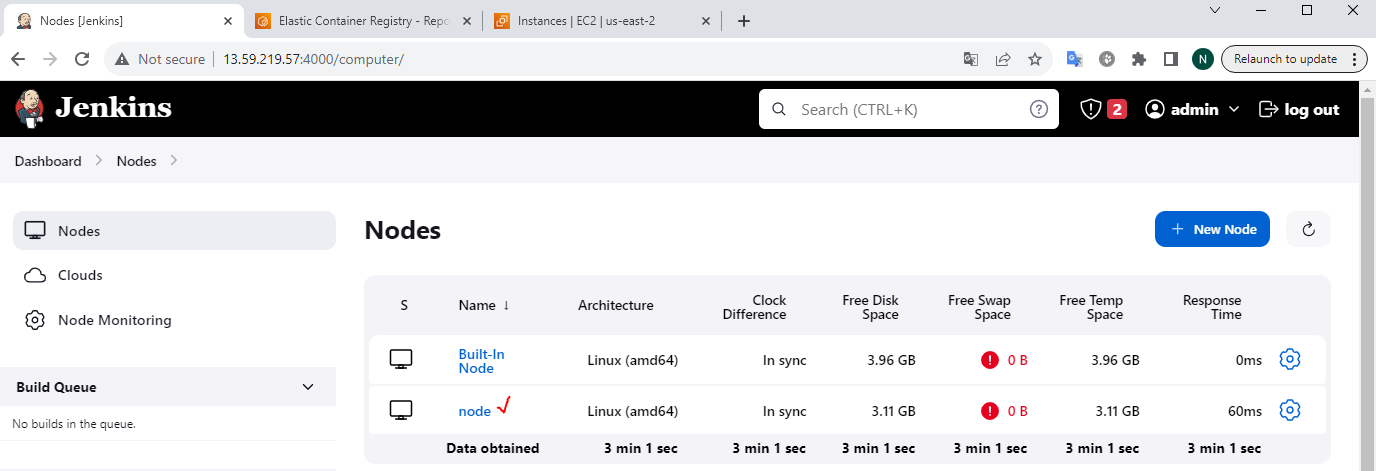 Nodes [Jenkins]
Elastic Container Registry - Repo
Instances | EC2 | us-east-2
Not secure
13.59.219.57:4000/computer/
N
Relaunch to update
Jenkins
Search (CTRL+K)
?
2
admin
log out
Dashboard
Nodes
Nodes
Clouds
Node Monitoring
Build Queue
No builds in the queue.
Nodes
+ New Node
S Name ↓ Architecture Clock Difference Free Disk Space Free Swap Space Free Temp Space Response Time
Built-In Node Linux (amd64) In sync 3.96 GB 0 B 3.96 GB 0ms
node Linux (amd64) In sync 3.11 GB 0 B 3.11 GB 60ms
Data obtained 3 min 1 sec 3 min 1 sec 3 min 1 sec 3 min 1 sec 3 min 1 sec 3 min 1 sec